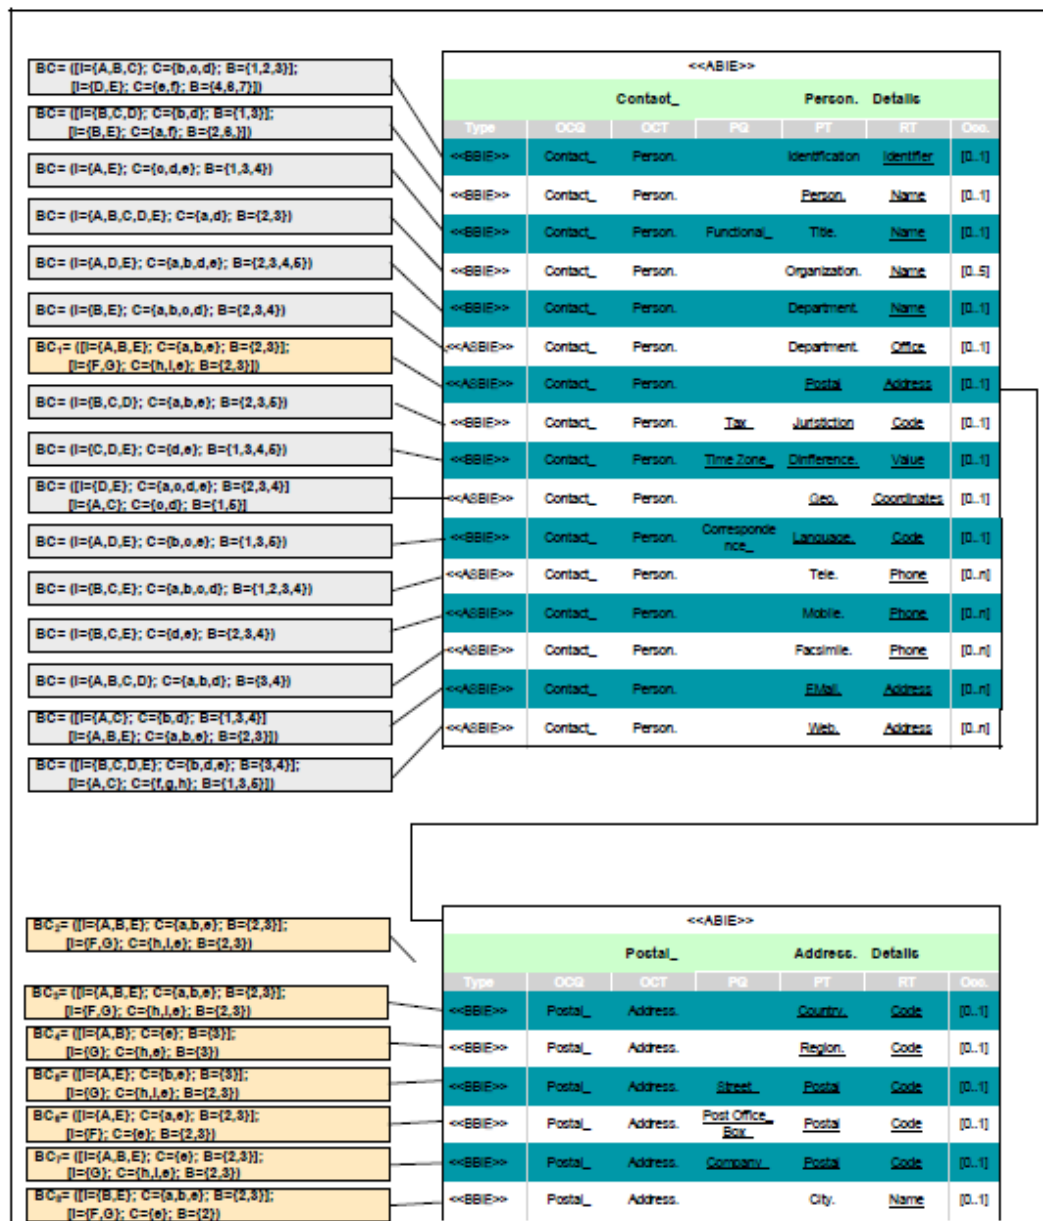 BC= ([I={A,B,C}; C={b,c,d}; B={1,2,3}];
[I={D,E}; C={e,f}; B={4,6,7}])
BC= ([I={B,C,D}; C={b,d}; B={1,3}];
[I={B,E}; C={a,f}; B={2,6,}])
BC= (I={A,E}; C={c,d,e}; B={1,3,4})
BC= (I={A,B,C,D,E}; C={a,d}; B={2,3})
BC= (I={A,D,E}; C={a,b,d,e}; B={2,3,4,5})
BC= (I={B,E}; C={a,b,c,d}; B={2,3,4})
BC₁= ([I={A,B,E}; C={a,b,e}; B={2,3}];
[I={F,G}; C={h,i,e}; B={2,3}])
BC= (I={B,C,D}; C={a,b,e}; B={2,3,5})
BC= (I={C,D,E}; C={d,e}; B={1,3,4,5})
BC= ([I={D,E}; C={a,c,d,e}; B={2,3,4}]
[I={A,C}; C={c,d}; B={1,5}]
BC= (I={A,D,E}; C={b,c,e}; B={1,3,5})
BC= (I={B,C,E}; C={a,b,c,d}; B={1,2,3,4})
BC= (I={B,C,E}; C={d,e}; B={2,3,4})
BC= (I={A,B,C,D}; C={a,b,d}; B={3,4})
BC= ([I={A,C}; C={b,d}; B={1,3,4}]
[I={A,B,E}; C={a,b,e}; B={2,3}])
BC= ([I={B,C,D,E}; C={b,d,e}; B={3,4}];
[I={A,C}; C={f,g,h}; B={1,3,5}])
<<ABIE>>
Contact_ Person. Details
Type OCQ OCT PQ PT RT Occ.
<<BBIE>> Contact_ Person. Identification Identifier [0..1]
<<BBIE>> Contact_ Person. Person. Name [0..1]
<<BBIE>> Contact_ Person. Functional_ Title. Name [0..1]
<<BBIE>> Contact_ Person. Organization. Name [0..5]
<<BBIE>> Contact_ Person. Department. Name [0..1]
<<ASBIE>> Contact_ Person. Department. Office [0..1]
<<ASBIE>> Contact_ Person. Postal Address [0..1]
<<BBIE>> Contact_ Person. Tax_ Juristiction Code [0..1]
<<BBIE>> Contact_ Person. Time Zone_ Dinfference. Value [0..1]
<<ASBIE>> Contact_ Person. Geo. Coordinates [0..1]
<<BBIE>> Contact_ Person. Corresponde
nce_ Language. Code [0..1]
<<ASBIE>> Contact_ Person. Tele. Phone [0..n]
<<ASBIE>> Contact_ Person. Mobile. Phone [0..n]
<<ASBIE>> Contact_ Person. Facsimile. Phone [0..n]
<<ASBIE>> Contact_ Person. EMail. Address [0..n]
<<ASBIE>> Contact_ Person. Web. Address [0..n]
BC₂= ([I={A,B,E}; C={a,b,e}; B={2,3}];
[I={F,G}; C={h,i,e}; B={2,3})
BC₃= ([I={A,B,E}; C={a,b,e}; B={2,3}];
[I={F,G}; C={h,i,e}; B={2,3})
BC₄= ([I={A,B}; C={e}; B={3}];
[I={G}; C={h,e}; B={3})
BC₅= ([I={A,E}; C={b,e}; B={3}];
[I={G}; C={h,i,e}; B={2,3})
BC₆= ([I={A,E}; C={a,e}; B={2,3}];
[I={F}; C={e}; B={2,3})
BC₇= ([I={A,B,E}; C={e}; B={2,3}];
[I={G}; C={h,i,e}; B={2,3})
BC₈= ([I={B,E}; C={a,b,e}; B={2,3}];
[I={F,G}; C={e}; B={2})
<<ABIE>>
Postal_ Address. Details
Type OCQ OCT PQ PT RT Occ.
<<BBIE>> Postal_ Address. Country. Code [0..1]
<<BBIE>> Postal_ Address. Region. Code [0..1]
<<BBIE>> Postal_ Address. Street_ Postal Code [0..1]
<<BBIE>> Postal_ Address. Post Office_
Box_ Postal Code [0..1]
<<BBIE>> Postal_ Address. Company_ Postal Code [0..1]
<<BBIE>> Postal_ Address. City. Name [0..1]